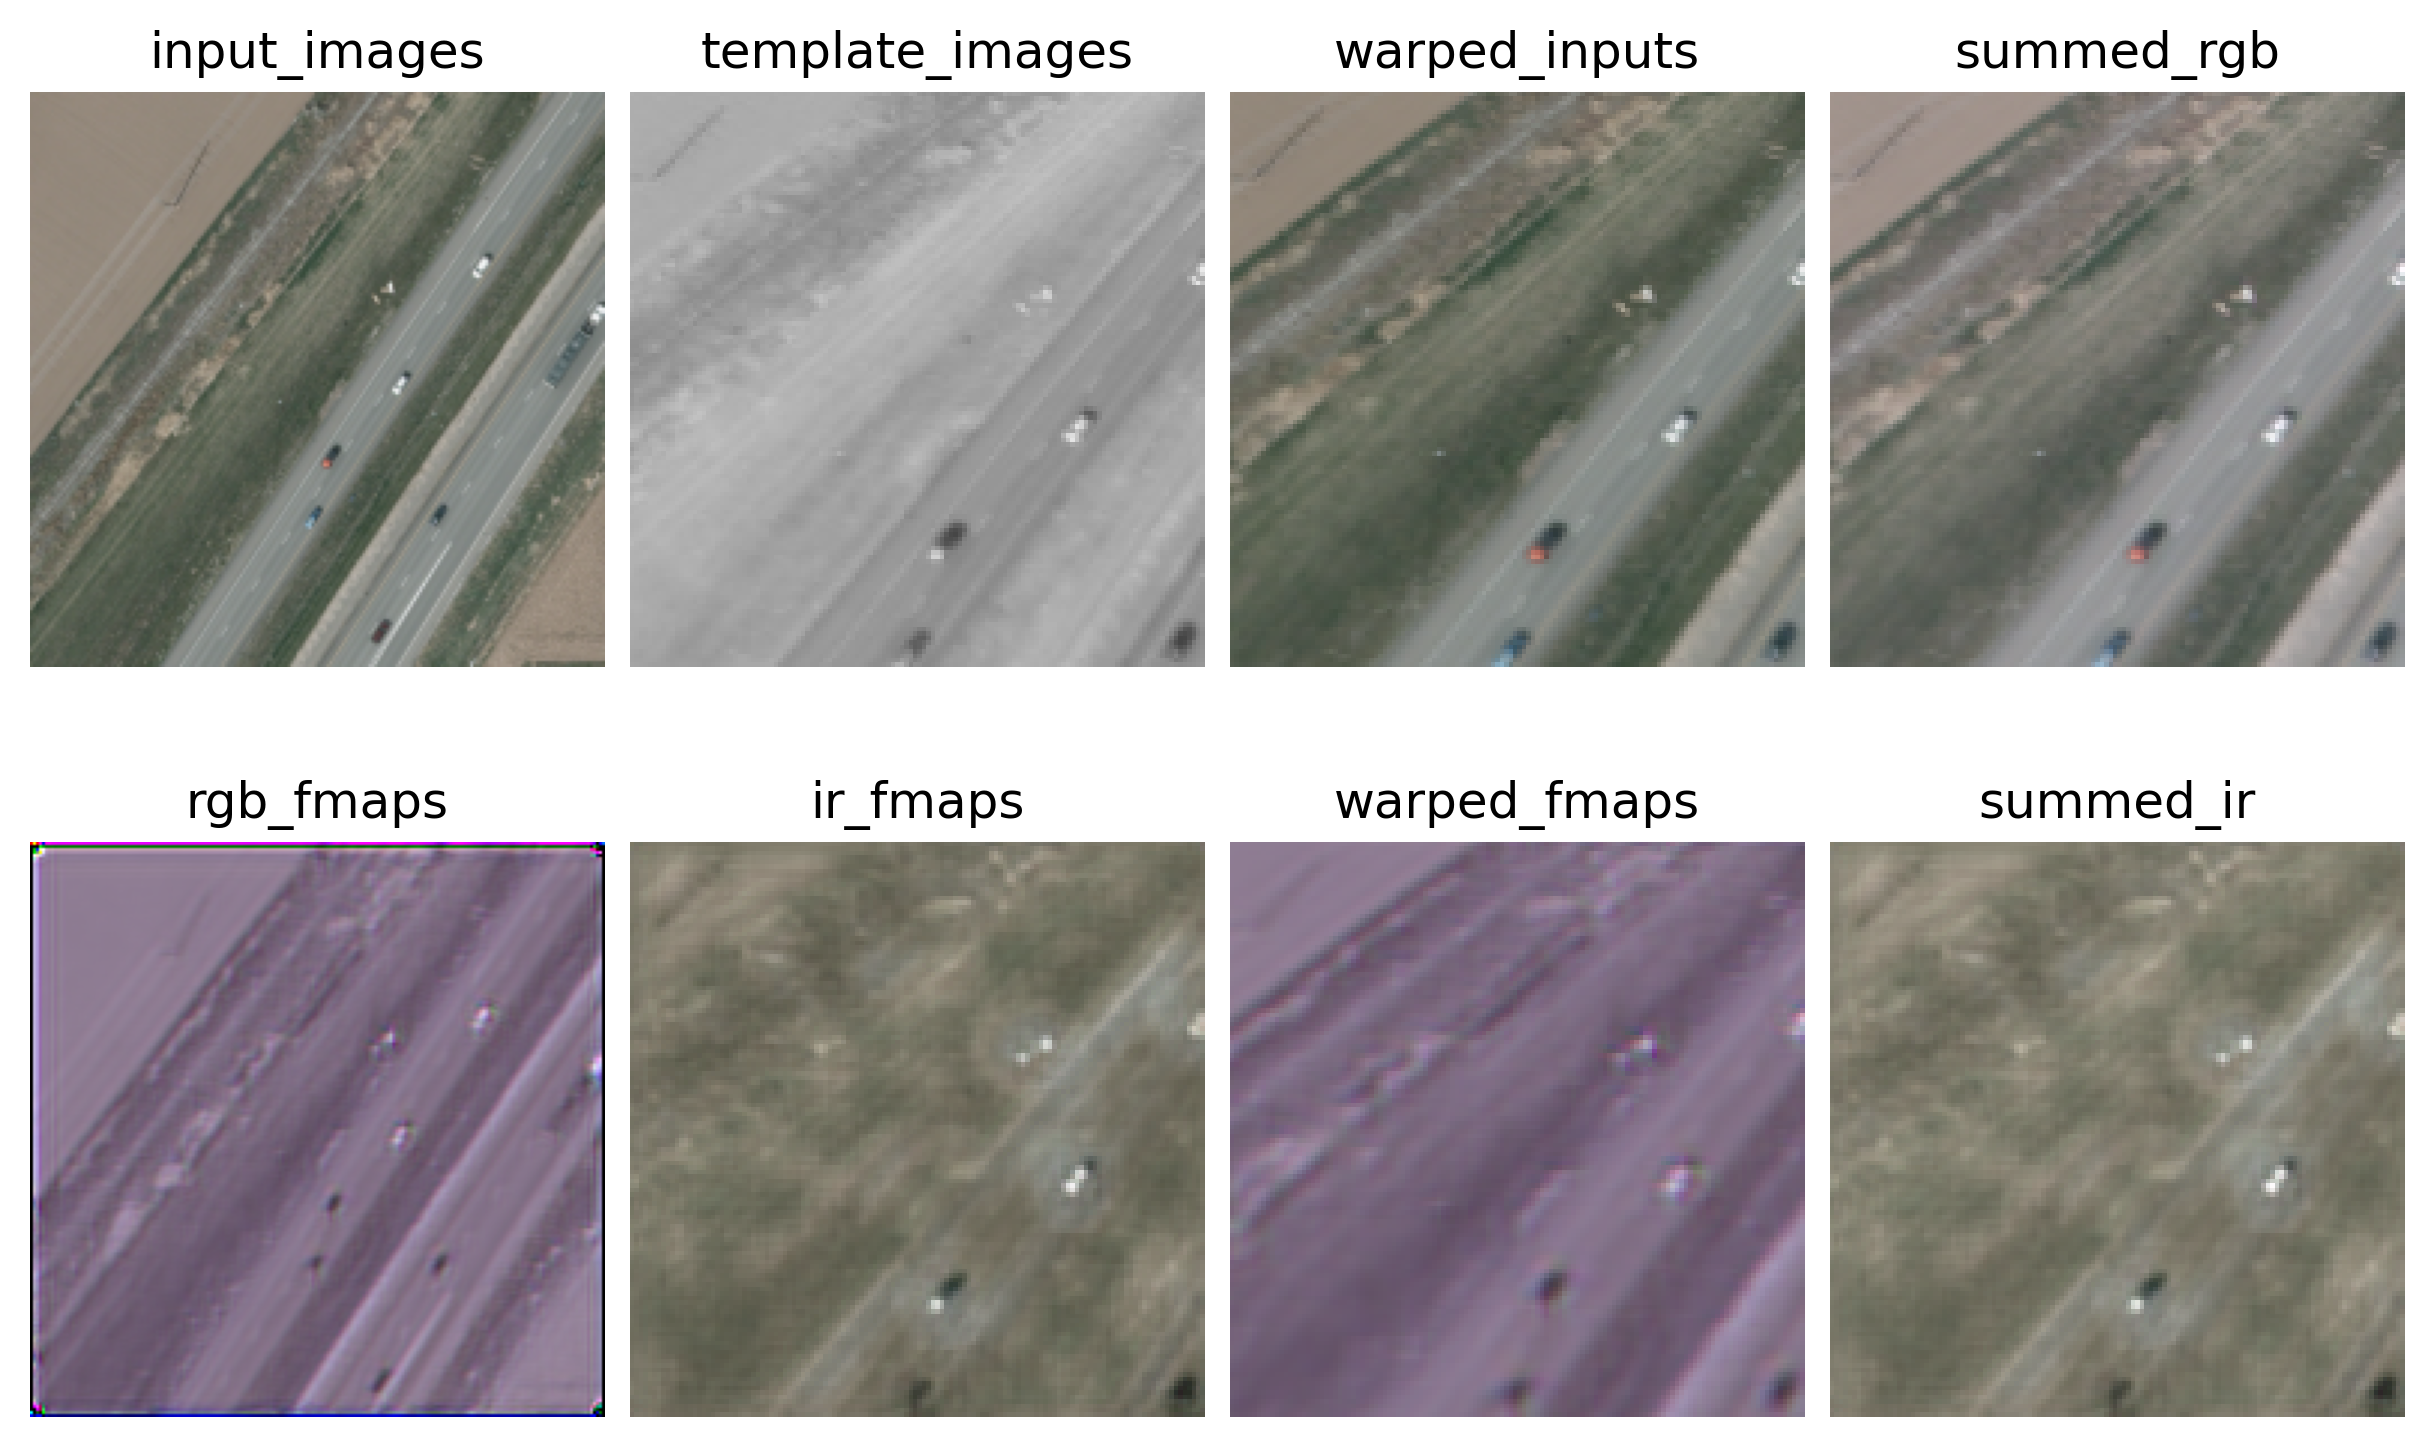 input_images
template_images
warped_inputs
summed_rgb
rgb_fmaps
ir_fmaps
warped_fmaps
summed_ir